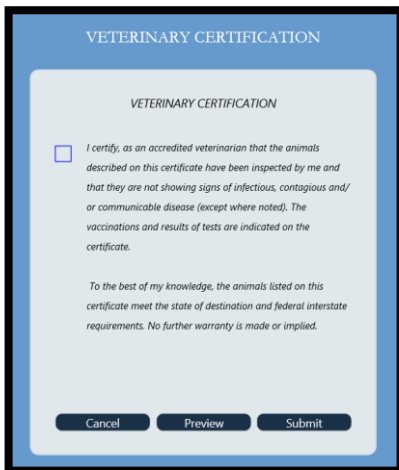 VETERINARY CERTIFICATION
VETERINARY CERTIFICATION
I certify, as an accredited veterinarian that the animals
described on this certificate have been inspected by me and
that they are not showing signs of infectious, contagious and/
or communicable disease (except where noted). The
vaccinations and results of tests are indicated on the
certificate.
To the best of my knowledge, the animals listed on this
certificate meet the state of destination and federal interstate
requirements. No further warranty is made or implied.
Cancel Preview Submit